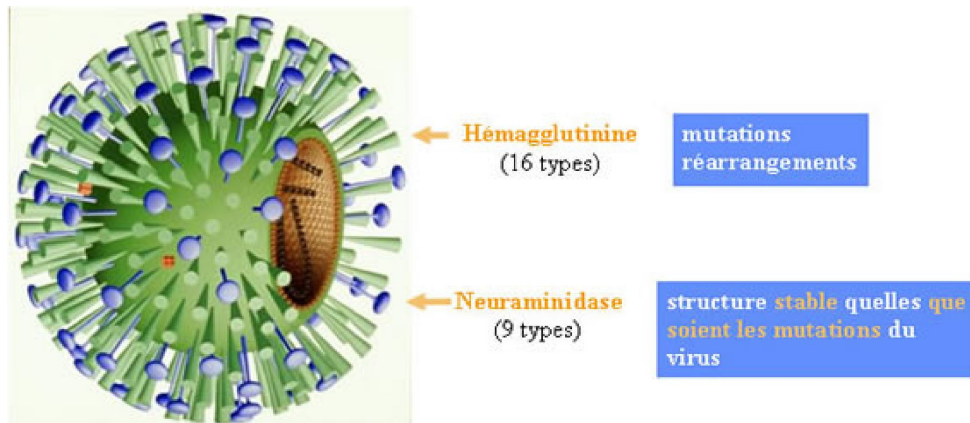 Hémagglutinine
(16 types)
mutations
réarrangements
Neuraminidase
(9 types)
structure stable quelles que
soient les mutations du
virus